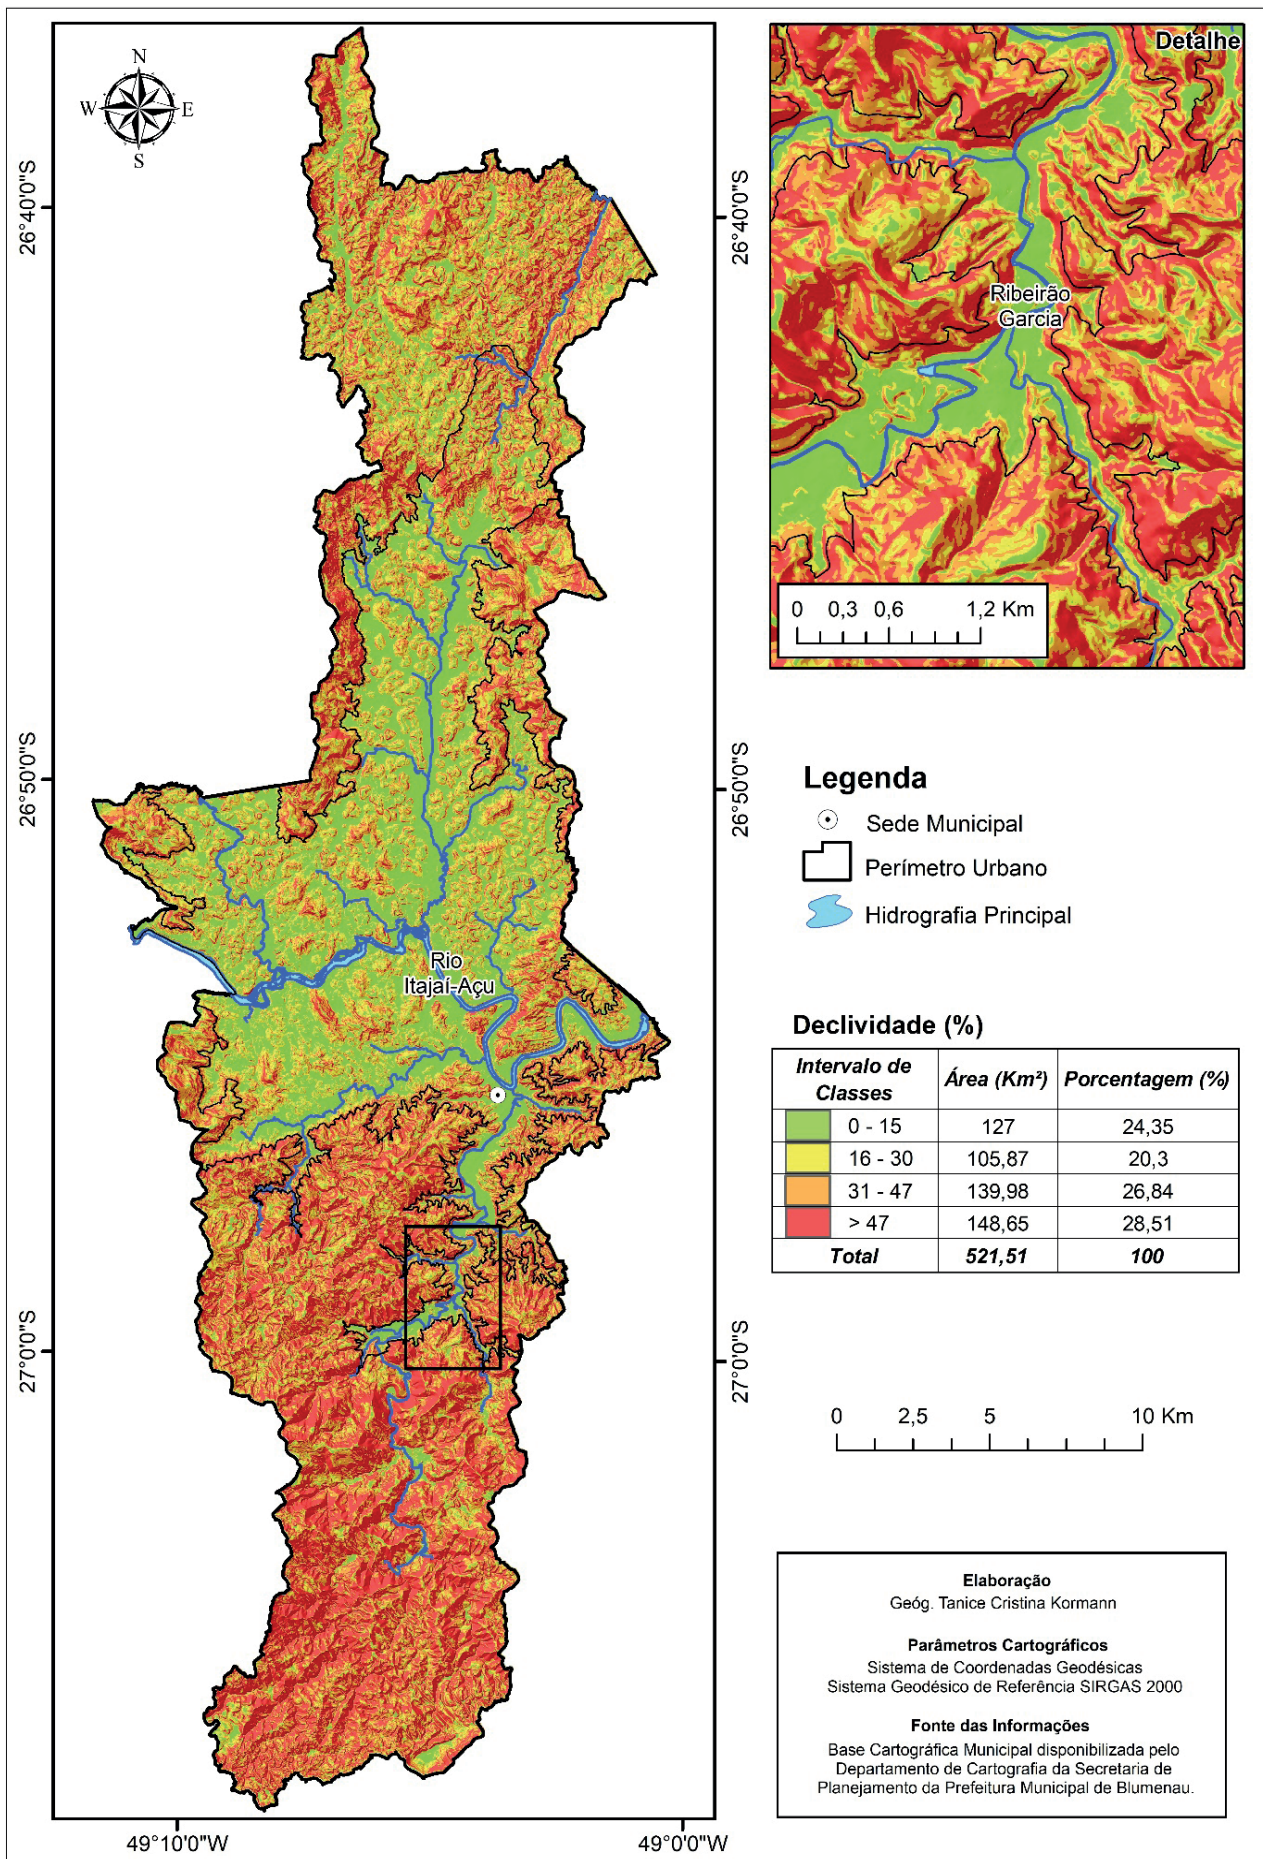 N
W
E
S
26°40'0"S
26°50'0"S
27°0'0"S
49°10'0"W
49°0'0"W
26°40'0"S
26°50'0"S
27°0'0"S
Rio
Itajaí-Açu
Detalhe
Ribeirão
Garcia
0 0,3 0,6 1,2 Km
Legenda
Sede Municipal
Perímetro Urbano
Hidrografia Principal
Declividade (%)
Intervalo de Classes Área (Km²) Porcentagem (%)
0 - 15 127 24,35
16 - 30 105,87 20,3
31 - 47 139,98 26,84
> 47 148,65 28,51
Total 521,51 100
0 2,5 5 10 Km
Elaboração
Geóg. Tanice Cristina Kormann
Parâmetros Cartográficos
Sistema de Coordenadas Geodésicas
Sistema Geodésico de Referência SIRGAS 2000
Fonte das Informações
Base Cartográfica Municipal disponibilizada pelo
Departamento de Cartografia da Secretaria de
Planejamento da Prefeitura Municipal de Blumenau.